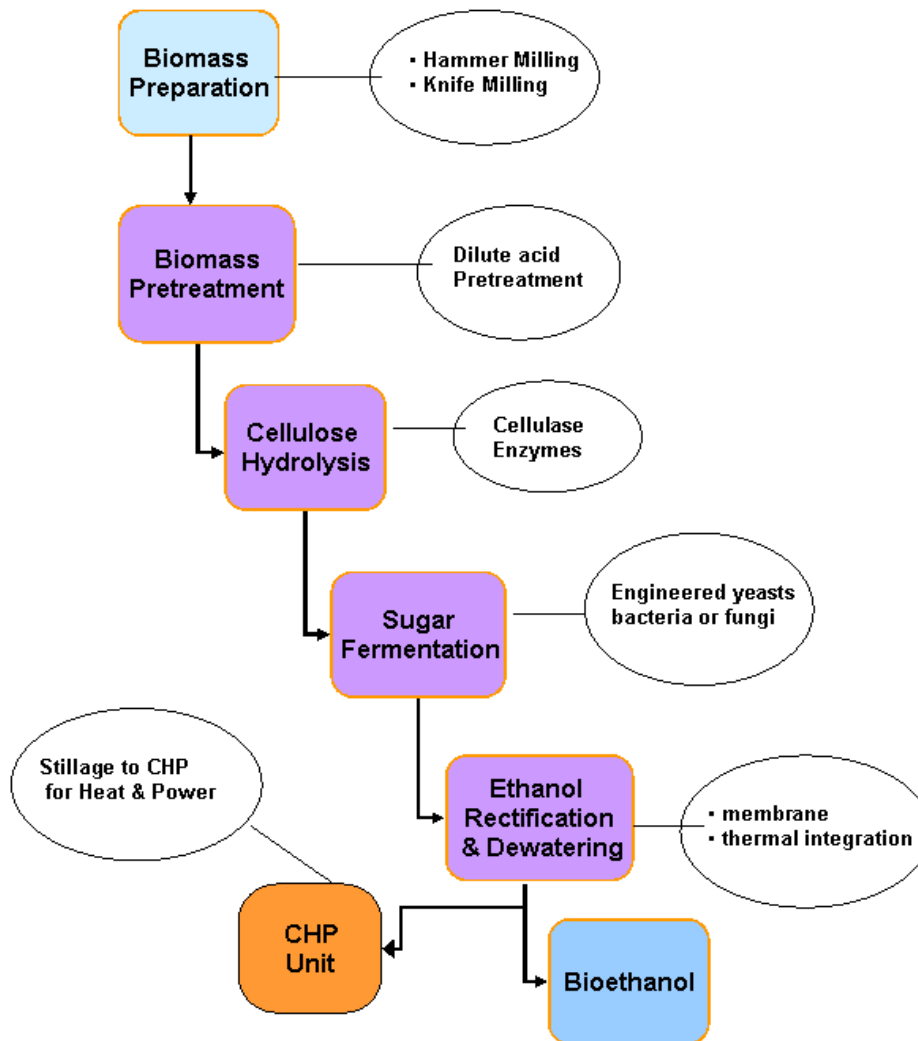 Biomass
Preparation
▪ Hammer Milling
▪ Knife Milling
Biomass
Pretreatment
Dilute acid
Pretreatment
Cellulose
Hydrolysis
Cellulase
Enzymes
Sugar
Fermentation
Engineered yeasts
bacteria or fungi
Stillage to CHP
for Heat & Power
Ethanol
Rectification
& Dewatering
▪ membrane
▪ thermal integration
CHP
Unit
Bioethanol